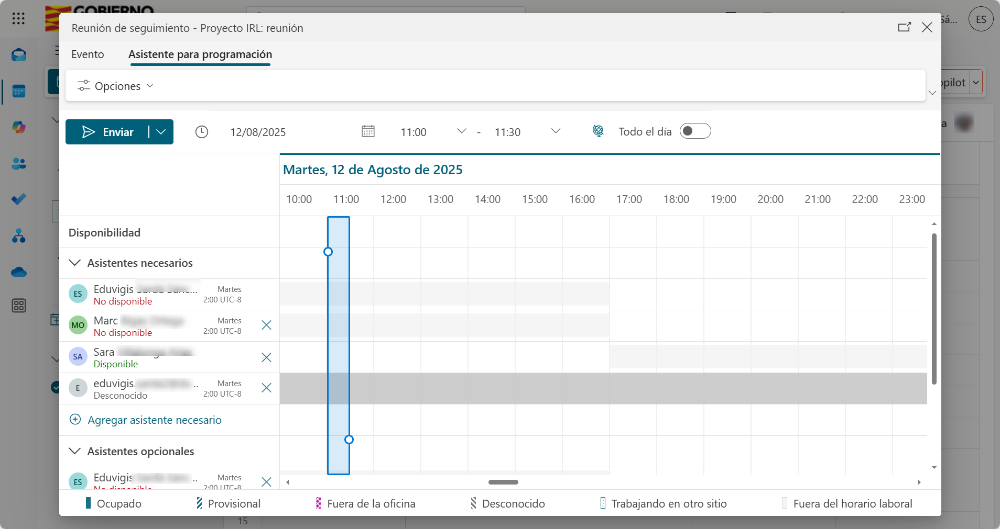 GOBIERNO
Sá...
ES
Reunión de seguimiento - Proyecto IRL: reunión
Evento
Asistente para programación
Opciones
pilot
Enviar
12/08/2025
11:00
-
11:30
Todo el día
a
Martes, 12 de Agosto de 2025
10:00 11:00 12:00 13:00 14:00 15:00 16:00 17:00 18:00 19:00 20:00 21:00 22:00 23:00
Disponibilidad
Asistentes necesarios
ES
Eduvigis
Martes
No disponible
2:00 UTC-8
MO
Marc
Martes
No disponible
2:00 UTC-8
SA
Sara
Disponible
E
eduvigis.
Martes
Desconocido
2:00 UTC-8
Agregar asistente necesario
Asistentes opcionales
ES
Eduvigis
Martes
No disponible
2:00 UTC-8
Ocupado
Provisional
Fuera de la oficina
Desconocido
Trabajando en otro sitio
Fuera del horario laboral
15